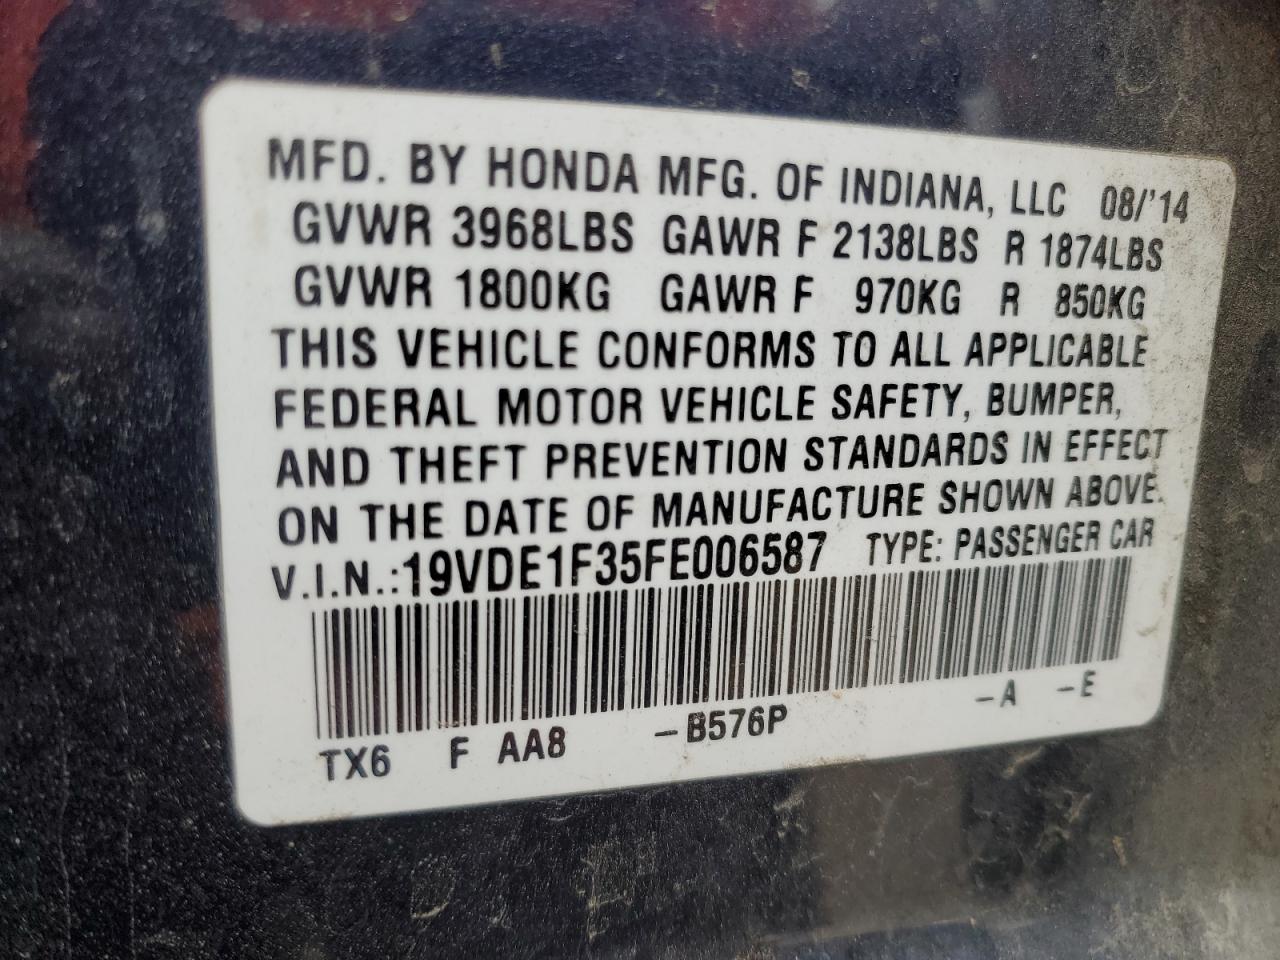 MFD. BY HONDA MFG. OF INDIANA, LLC 08/'14
GVWR 3968LBS GAWR F 2138LBS R 1874LBS
GVWR 1800KG GAWR F 970KG R 850KG
THIS VEHICLE CONFORMS TO ALL APPLICABLE
FEDERAL MOTOR VEHICLE SAFETY, BUMPER,
AND THEFT PREVENTION STANDARDS IN EFFECT
ON THE DATE OF MANUFACTURE SHOWN ABOVE.
V.I.N.:19VDE1F35FE006587 TYPE: PASSENGER CAR
TX6 F AA8 -B576P -A -E